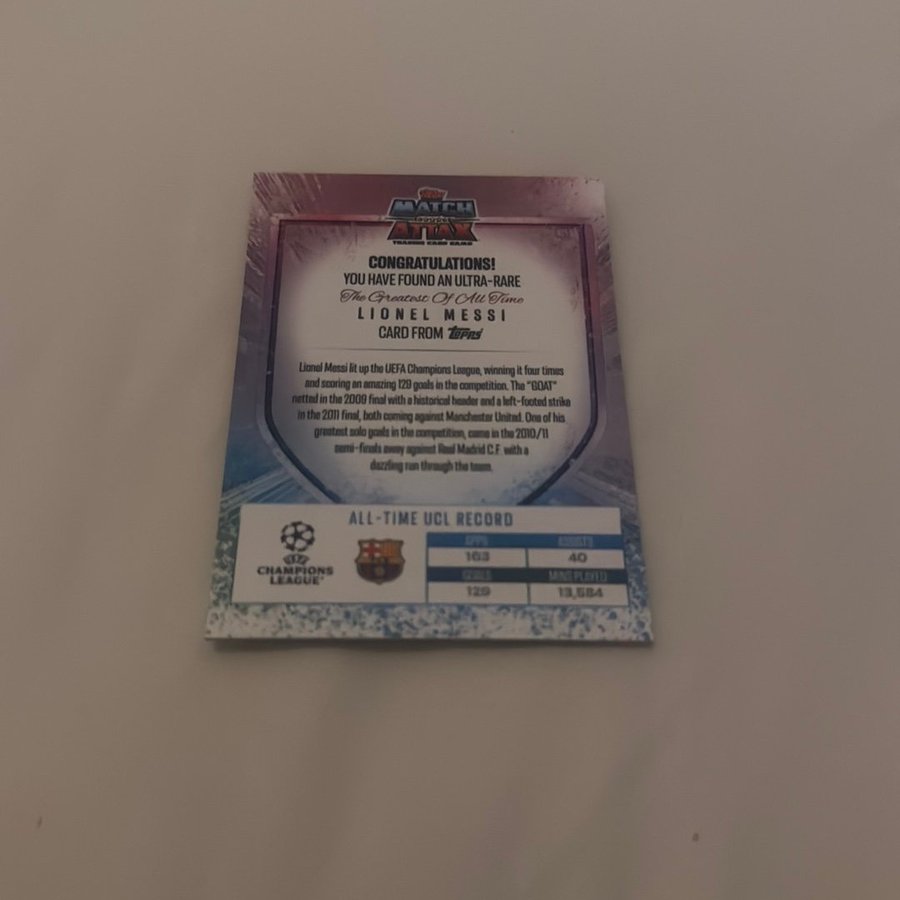 Topps
MATCH
ATTAX
TRADING CARD GAME
CONGRATULATIONS!
YOU HAVE FOUND AN ULTRA-RARE
The Greatest Of All Time
LIONEL MESSI
CARD FROM Topps
Lionel Messi lit up the UEFA Champions League, winning it four times
and scoring an amazing 129 goals in the competition. The "GOAT"
netted in the 2009 final with a historical header and a left-footed strike
in the 2011 final, both coming against Manchester United. One of his
greatest solo goals in the competition, came in the 2010/11
semi-finals away against Real Madrid C.F. with a
dazzling run through the team.
ALL-TIME UCL RECORD
UEFA
CHAMPIONS
LEAGUE
APPS ASSISTS
163 40
GOALS MINS PLAYED
129 13,584